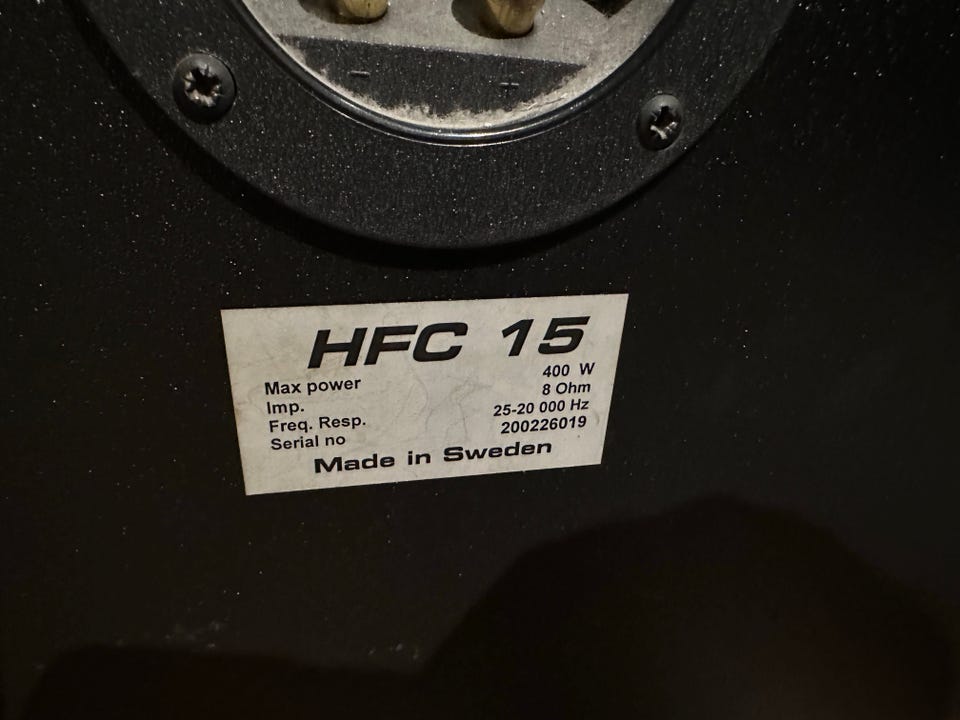 - +
HFC 15
Max power 400 W
Imp. 8 Ohm
Freq. Resp. 25-20 000 Hz
Serial no 200226019
Made in Sweden